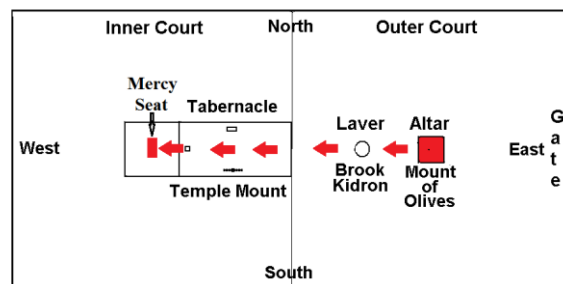 Inner Court
North
Outer Court
Mercy
Seat
Tabernacle
Laver
Altar
West
East
Gate
Temple Mount
Brook
Kidron
Mount
of
Olives
South